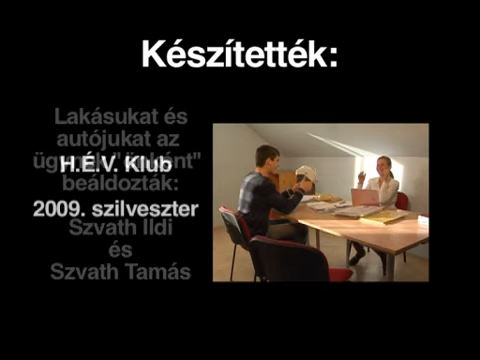 Készítették:
Lakásukat és
autójukat az
H.É.V. Klub
beáldozták:
2009. szilveszter
Szvath Ildi
és
Szvath Tamás